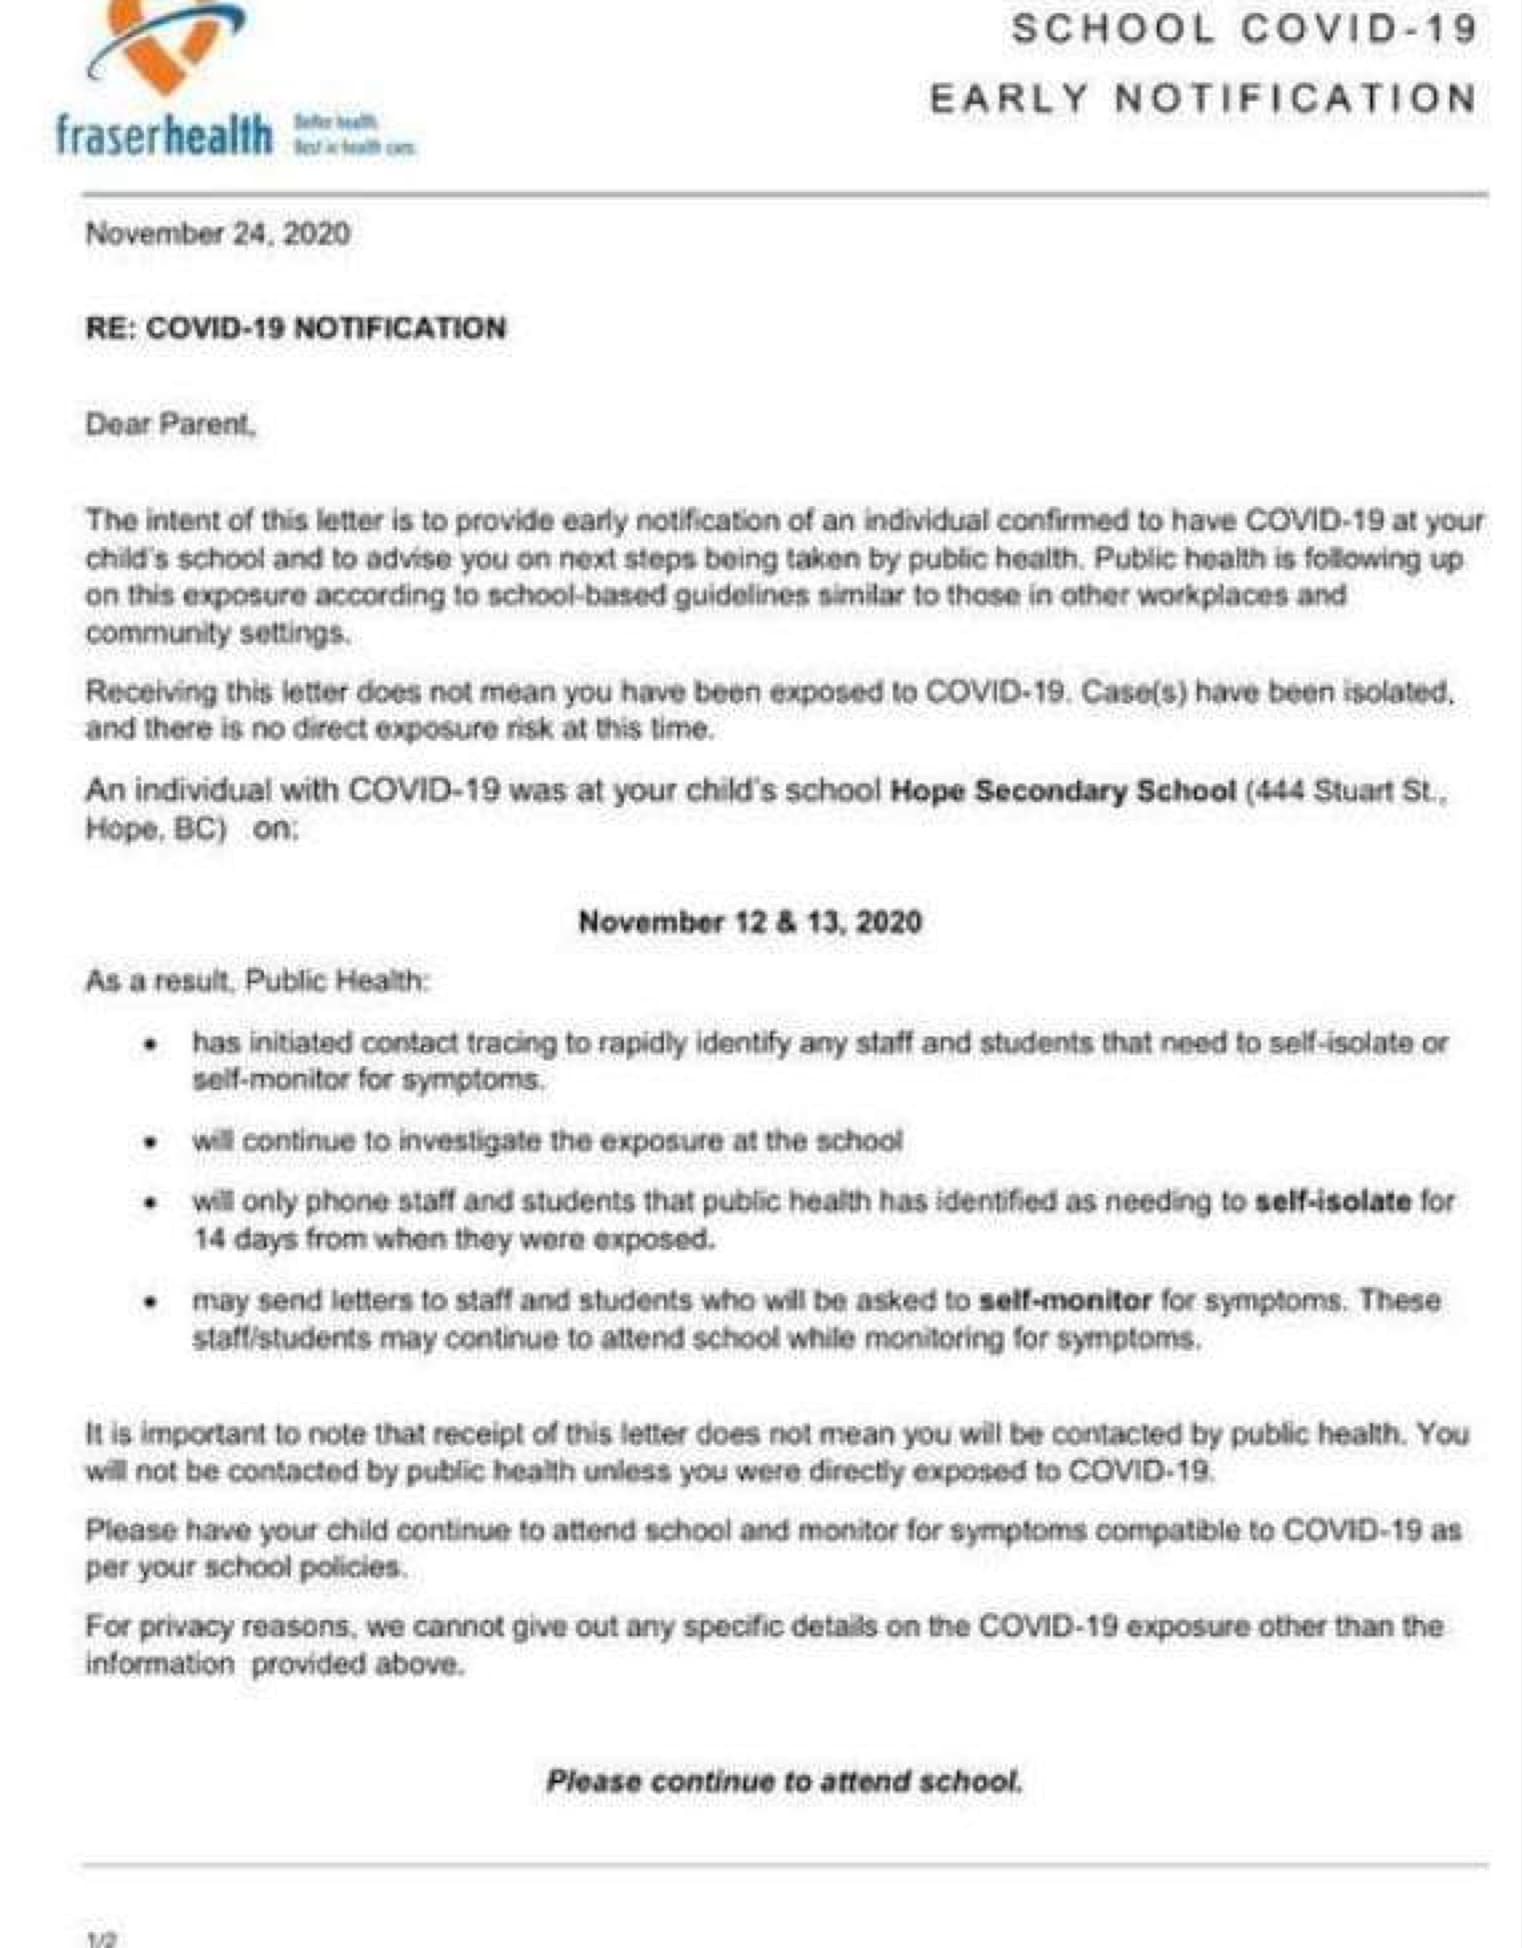 SCHOOL COVID-19
EARLY NOTIFICATION
fraserhealth
Better health.
Best in health care.
November 24, 2020
RE: COVID-19 NOTIFICATION
Dear Parent,
The intent of this letter is to provide early notification of an individual confirmed to have COVID-19 at your
child's school and to advise you on next steps being taken by public health. Public health is following up
on this exposure according to school-based guidelines similar to those in other workplaces and
community settings.
Receiving this letter does not mean you have been exposed to COVID-19. Case(s) have been isolated,
and there is no direct exposure risk at this time.
An individual with COVID-19 was at your child's school Hope Secondary School (444 Stuart St.,
Hope, BC) on:
November 12 & 13, 2020
As a result, Public Health:
• has initiated contact tracing to rapidly identify any staff and students that need to self-isolate or
self-monitor for symptoms.
• will continue to investigate the exposure at the school
• will only phone staff and students that public health has identified as needing to self-isolate for
14 days from when they were exposed.
• may send letters to staff and students who will be asked to self-monitor for symptoms. These
staff/students may continue to attend school while monitoring for symptoms.
It is important to note that receipt of this letter does not mean you will be contacted by public health. You
will not be contacted by public health unless you were directly exposed to COVID-19.
Please have your child continue to attend school and monitor for symptoms compatible to COVID-19 as
per your school policies.
For privacy reasons, we cannot give out any specific details on the COVID-19 exposure other than the
information provided above.
Please continue to attend school.
1/2